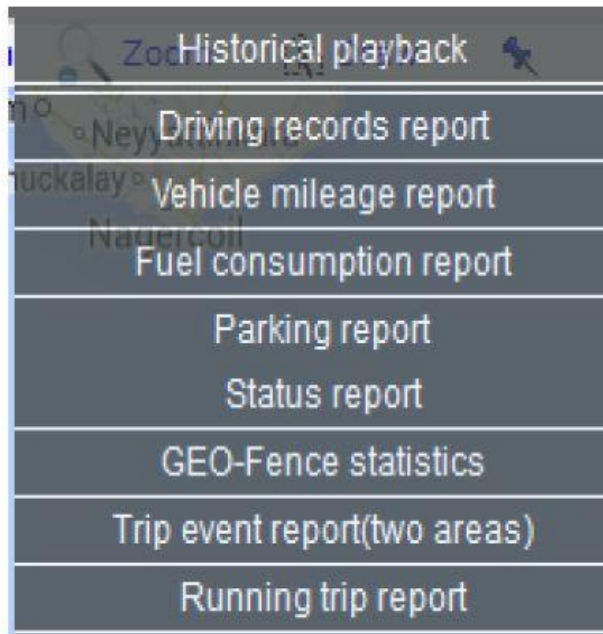 Historical playback
Zoom
Driving records report
Vehicle mileage report
Nagercoil
Fuel consumption report
Parking report
Status report
GEO-Fence statistics
Trip event report(two areas)
Running trip report